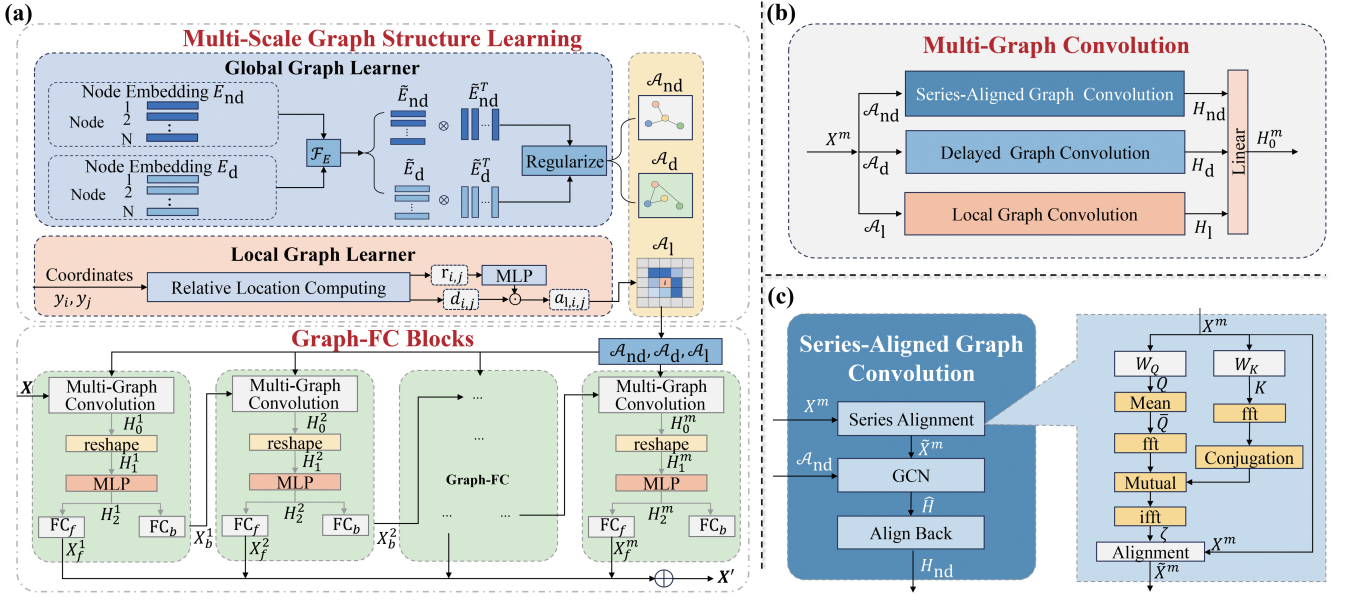 (a)
Multi-Scale Graph Structure Learning
Global Graph Learner
Node Embedding E_nd
1
Node 2
:
N
Node Embedding E_d
1
Node 2
:
N
ℱ_E
Ẽ_nd
⊗
Ẽ_nd^T
...
...
Ẽ_d
⊗
Ẽ_d^T
...
...
Regularize
𝒜_nd
𝒜_d
𝒜_l
i
Local Graph Learner
Coordinates
y_i, y_j
Relative Location Computing
r_{i,j}
MLP
d_{i,j}
⊙
a_{l,i,j}
Graph-FC Blocks
𝒜_nd, 𝒜_d, 𝒜_l
X
Multi-Graph
Convolution
H_0^1
reshape
H_1^1
MLP
H_2^1
FC_f
FC_b
X_f^1
X_b^1
Multi-Graph
Convolution
H_0^2
reshape
H_1^2
MLP
H_2^2
FC_f
FC_b
X_f^2
X_b^2
...
...
Graph-FC
...
...
Multi-Graph
Convolution
H_0^m
reshape
H_1^m
MLP
H_2^m
FC_f
FC_b
X_f^m
⊕
X′
(b)
Multi-Graph Convolution
X^m
𝒜_nd
Series-Aligned Graph Convolution
H_nd
𝒜_d
Delayed Graph Convolution
H_d
𝒜_l
Local Graph Convolution
H_l
Linear
H_0^m
(c)
Series-Aligned Graph
Convolution
X^m
Series Alignment
X̃^m
𝒜_nd
GCN
Ĥ
Align Back
H_nd
X^m
W_Q
W_K
Q
K
Mean
fft
Q̄
fft
Conjugation
Mutual
ifft
ζ
X^m
Alignment
X̃^m